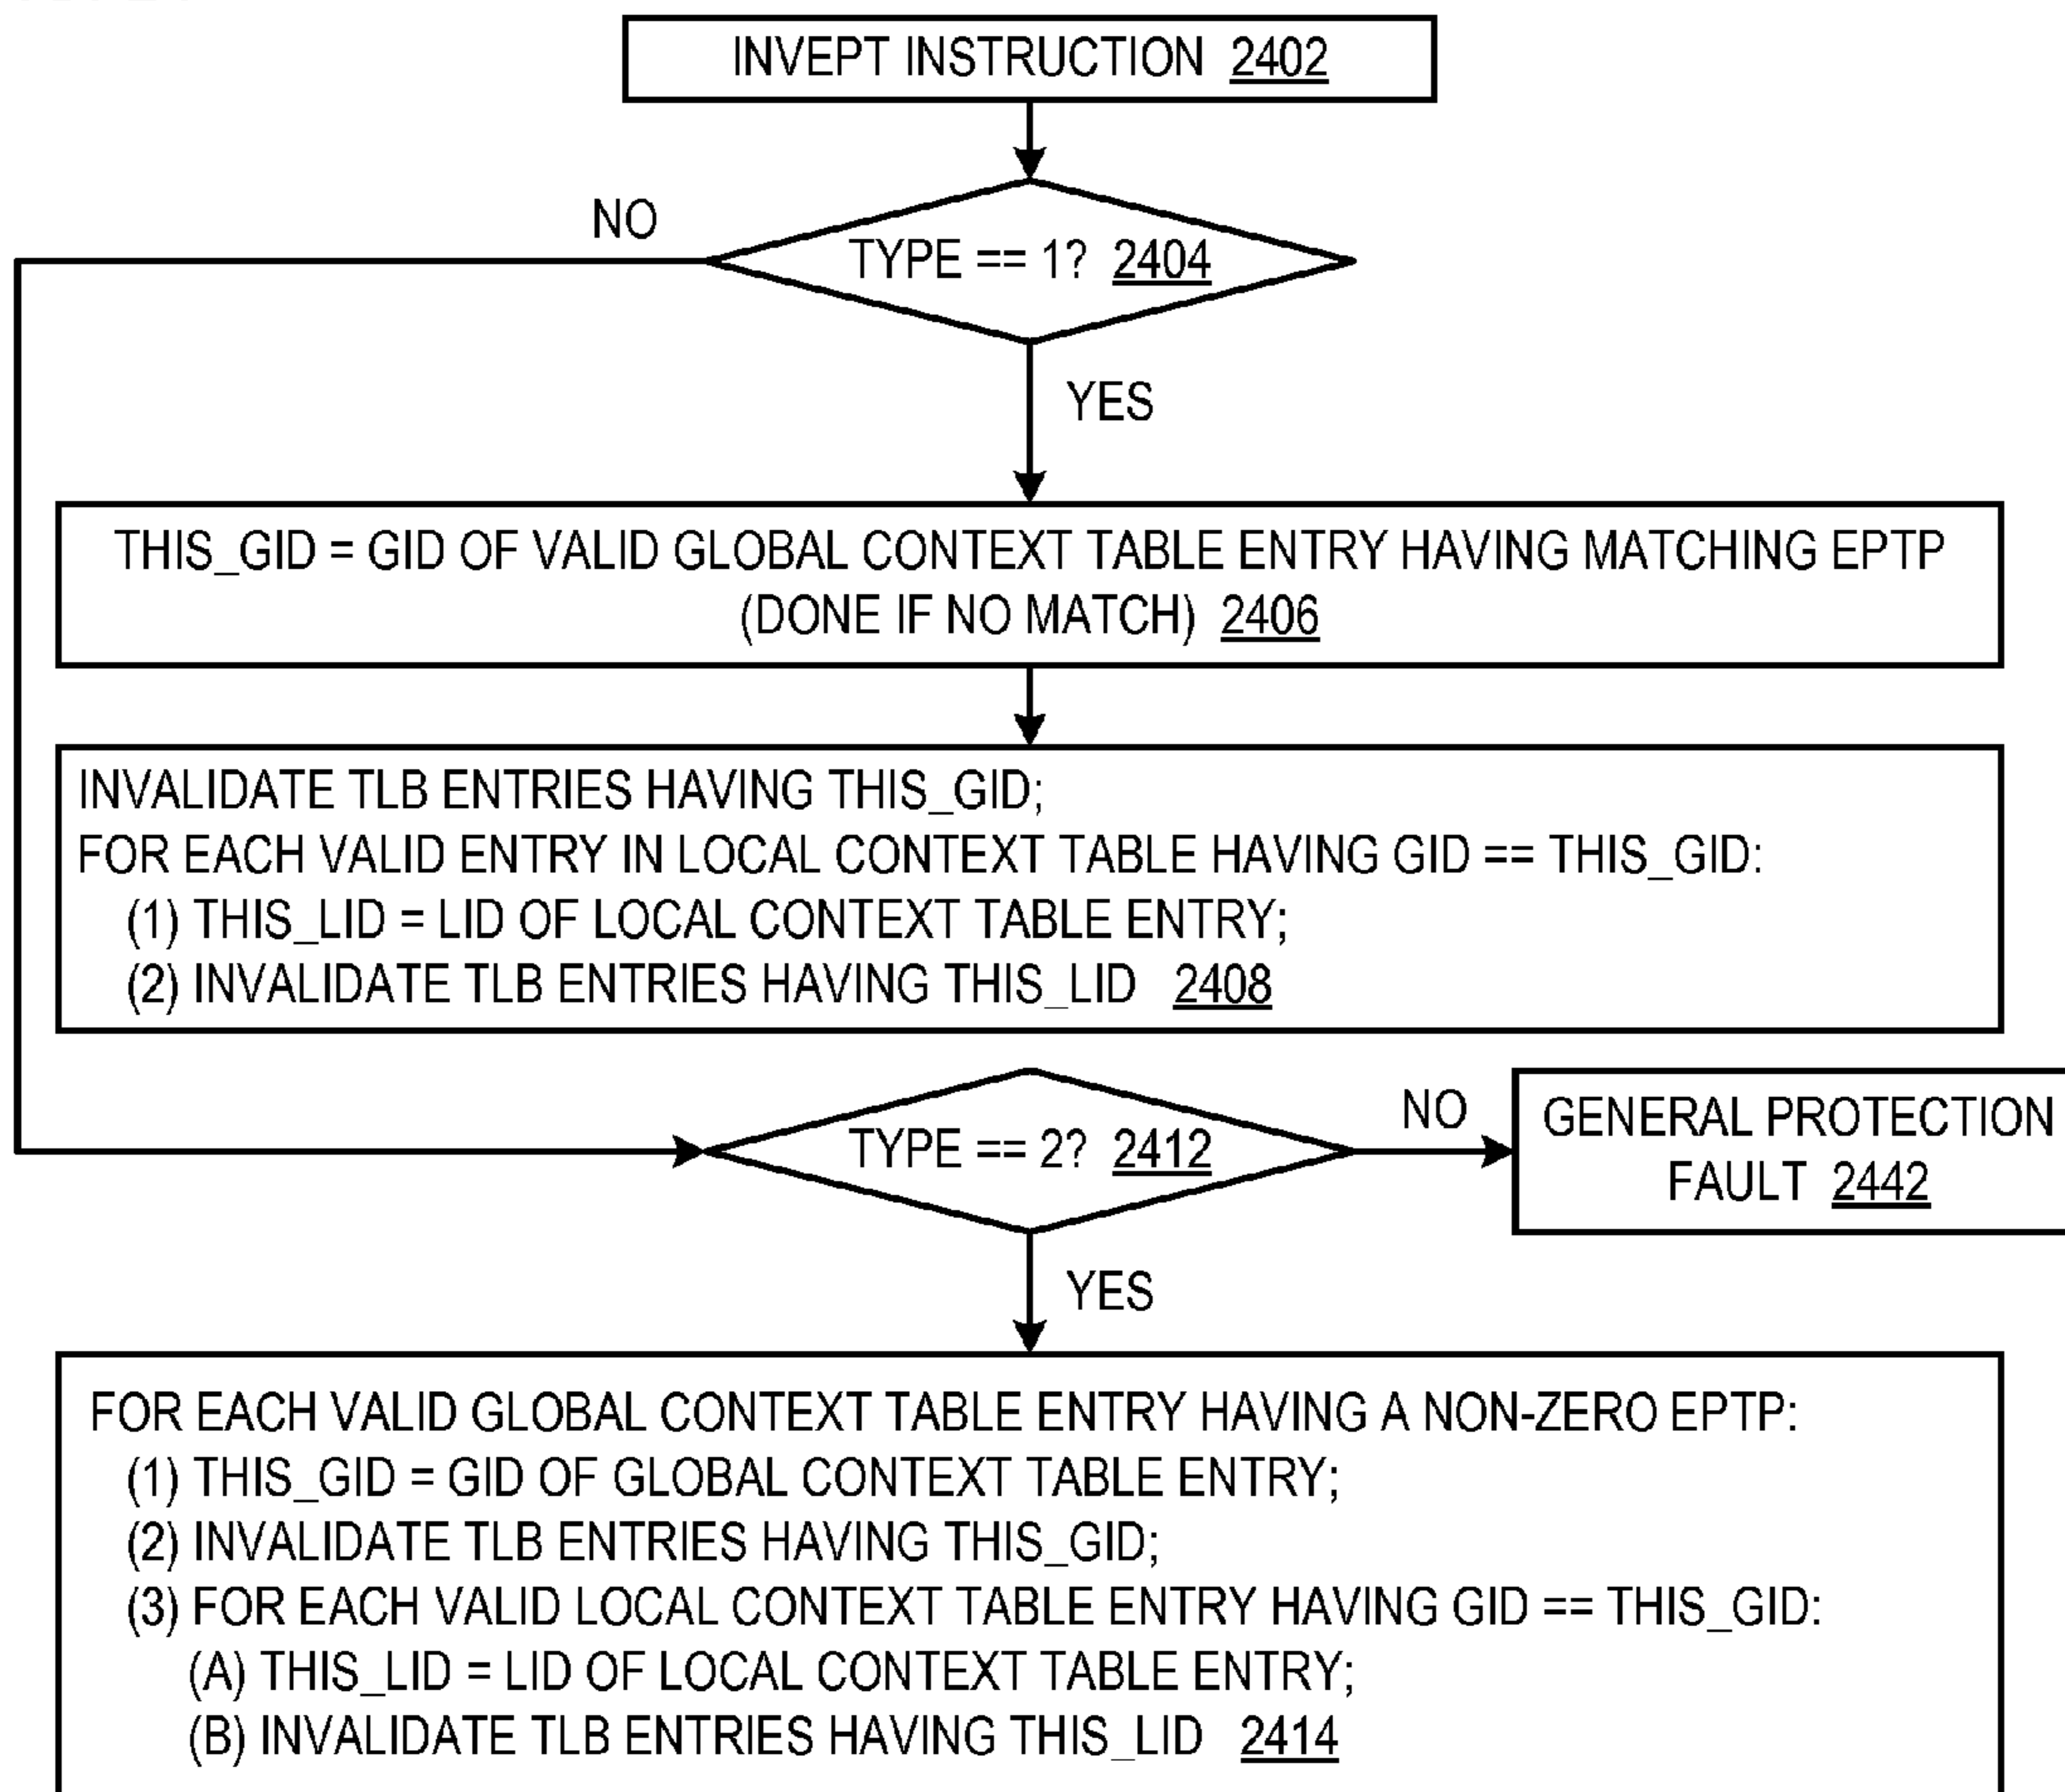 INVEPT INSTRUCTION 2402
NO
TYPE == 1? 2404
YES
THIS_GID = GID OF VALID GLOBAL CONTEXT TABLE ENTRY HAVING MATCHING EPTP
(DONE IF NO MATCH) 2406
INVALIDATE TLB ENTRIES HAVING THIS_GID;
FOR EACH VALID ENTRY IN LOCAL CONTEXT TABLE HAVING GID == THIS_GID:
(1) THIS_LID = LID OF LOCAL CONTEXT TABLE ENTRY;
(2) INVALIDATE TLB ENTRIES HAVING THIS_LID 2408
TYPE == 2? 2412
NO
GENERAL PROTECTION
FAULT 2442
YES
FOR EACH VALID GLOBAL CONTEXT TABLE ENTRY HAVING A NON-ZERO EPTP:
(1) THIS_GID = GID OF GLOBAL CONTEXT TABLE ENTRY;
(2) INVALIDATE TLB ENTRIES HAVING THIS_GID;
(3) FOR EACH VALID LOCAL CONTEXT TABLE ENTRY HAVING GID == THIS_GID:
(A) THIS_LID = LID OF LOCAL CONTEXT TABLE ENTRY;
(B) INVALIDATE TLB ENTRIES HAVING THIS_LID 2414